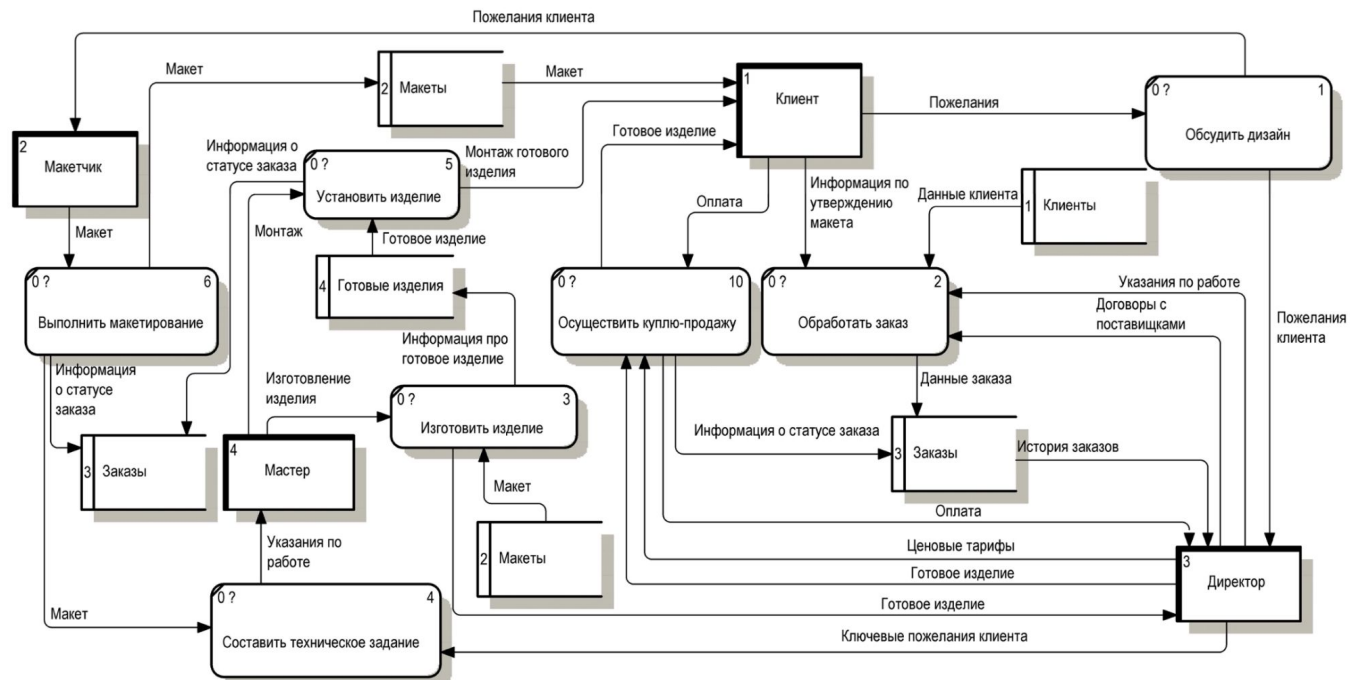 Пожелания клиента
Макет
2
Макеты
Макет
1
Клиент
Пожелания
0 ?
1
Обсудить дизайн
2
Макетчик
Информация о
статусе заказа
0 ?
5
Установить изделие
Монтаж готового
изделия
Готовое изделие
Информация по
утверждению
макета
Оплата
Данные клиента
1
Клиенты
Макет
Монтаж
Готовое изделие
4
Готовые изделия
0 ?
6
Выполнить макетирование
0 ?
10
Осуществить куплю-продажу
0 ?
2
Обработать заказ
Указания по работе
Договоры с
поставищками
Пожелания
клиента
Информация
о статусе
заказа
Информация про
готовое изделие
Изготовление
изделия
0 ?
3
Изготовить изделие
Данные заказа
3
Заказы
4
Мастер
Информация о статусе заказа
3
Заказы
История заказов
Макет
2
Макеты
Указания по
работе
Оплата
Ценовые тарифы
Готовое изделие
3
Директор
Готовое изделие
Макет
0 ?
4
Составить техническое задание
Ключевые пожелания клиента